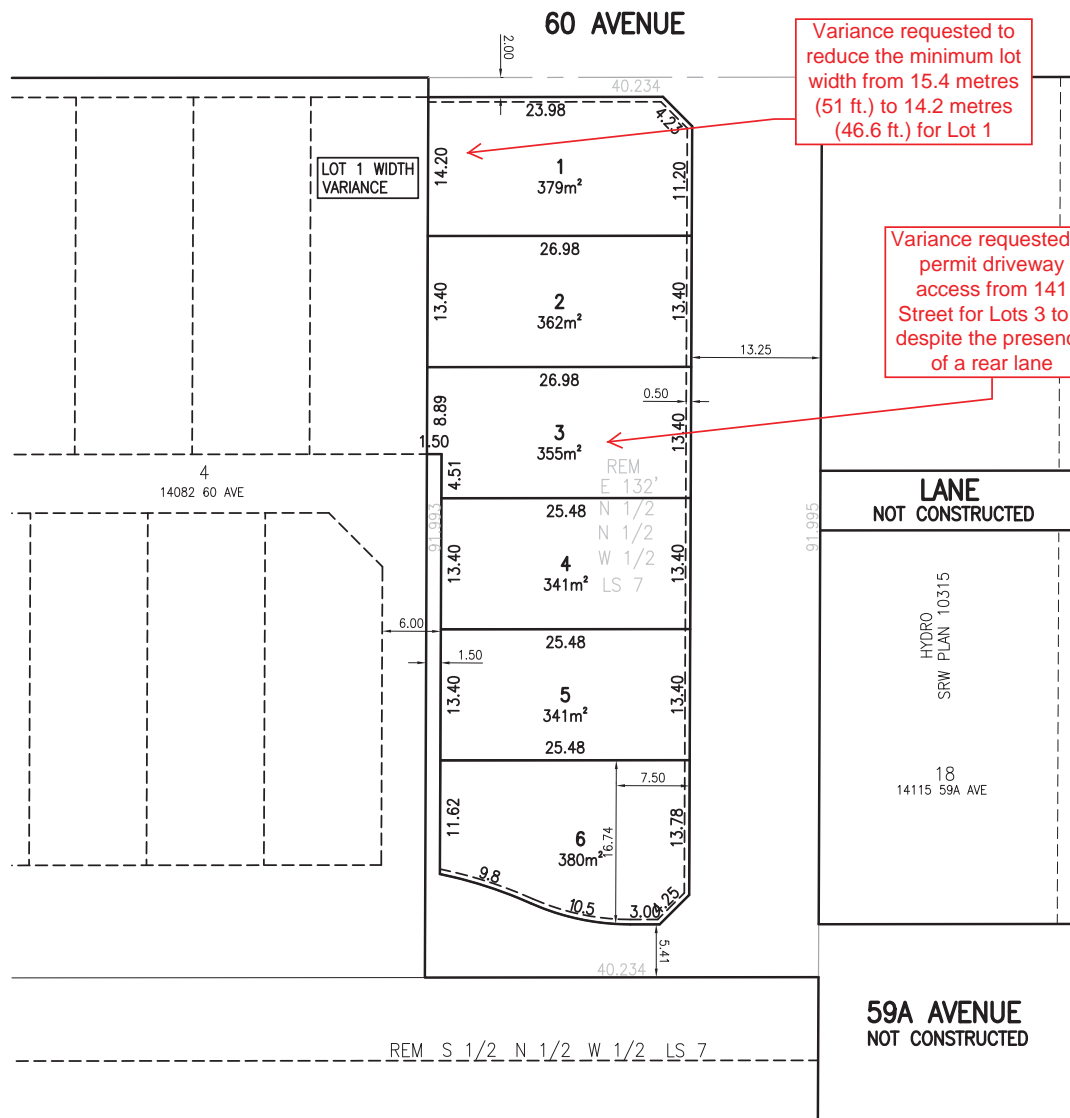 60 AVENUE
2.00
40.234
Variance requested to
reduce the minimum lot
width from 15.4 metres
(51 ft.) to 14.2 metres
(46.6 ft.) for Lot 1
23.98
4.23
LOT 1 WIDTH
VARIANCE
14.20
1
379m²
11.20
26.98
13.40
2
362m²
13.40
Variance requested
permit driveway
access from 141
Street for Lots 3 to
despite the
of a rear lane
13.25
26.98
0.50
8.89
3
355m²
13.40
1.50
4.51
4
14082 60 AVE
REM
E 132'
N 1/2
N 1/2
W 1/2
LS 7
LANE
NOT CONSTRUCTED
25.48
91.993
91.995
13.40
4
341m²
13.40
6.00
25.48
1.50
13.40
5
341m²
13.40
HYDRO
SRW PLAN 10315
25.48
7.50
18
14115 59A AVE
11.62
6
380m²
16.74
13.78
9.8
10.5
3.00
4.25
5.41
40.234
59A AVENUE
NOT CONSTRUCTED
REM S 1/2 N 1/2 W 1/2 LS 7